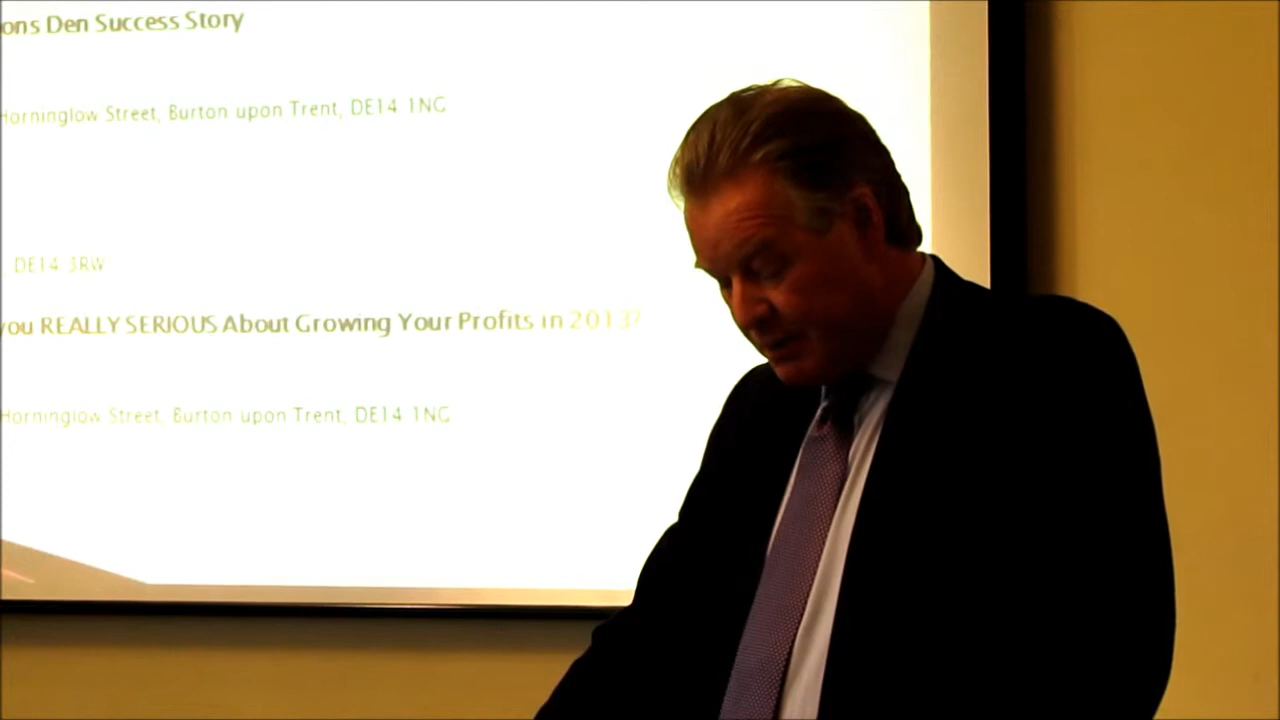 ons Den Success Story
Horninglow Street, Burton upon Trent, DE14 1NG
DE14 3RW
you REALLY SERIOUS About Growing Your Profits in 2013?
Horninglow Street, Burton upon Trent, DE14 1NG